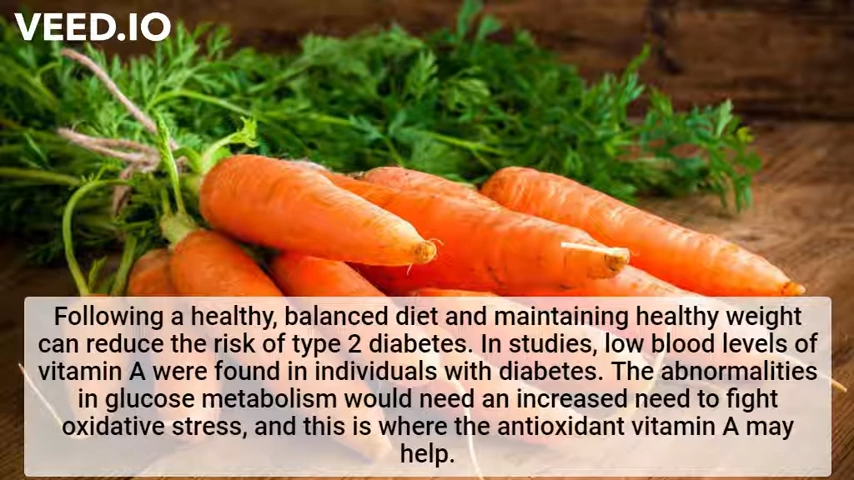 VEED.IO
Following a healthy, balanced diet and maintaining healthy weight
can reduce the risk of type 2 diabetes. In studies, low blood levels of
vitamin A were found in individuals with diabetes. The abnormalities
in glucose metabolism would need an increased need to fight
oxidative stress, and this is where the antioxidant vitamin A may
help.